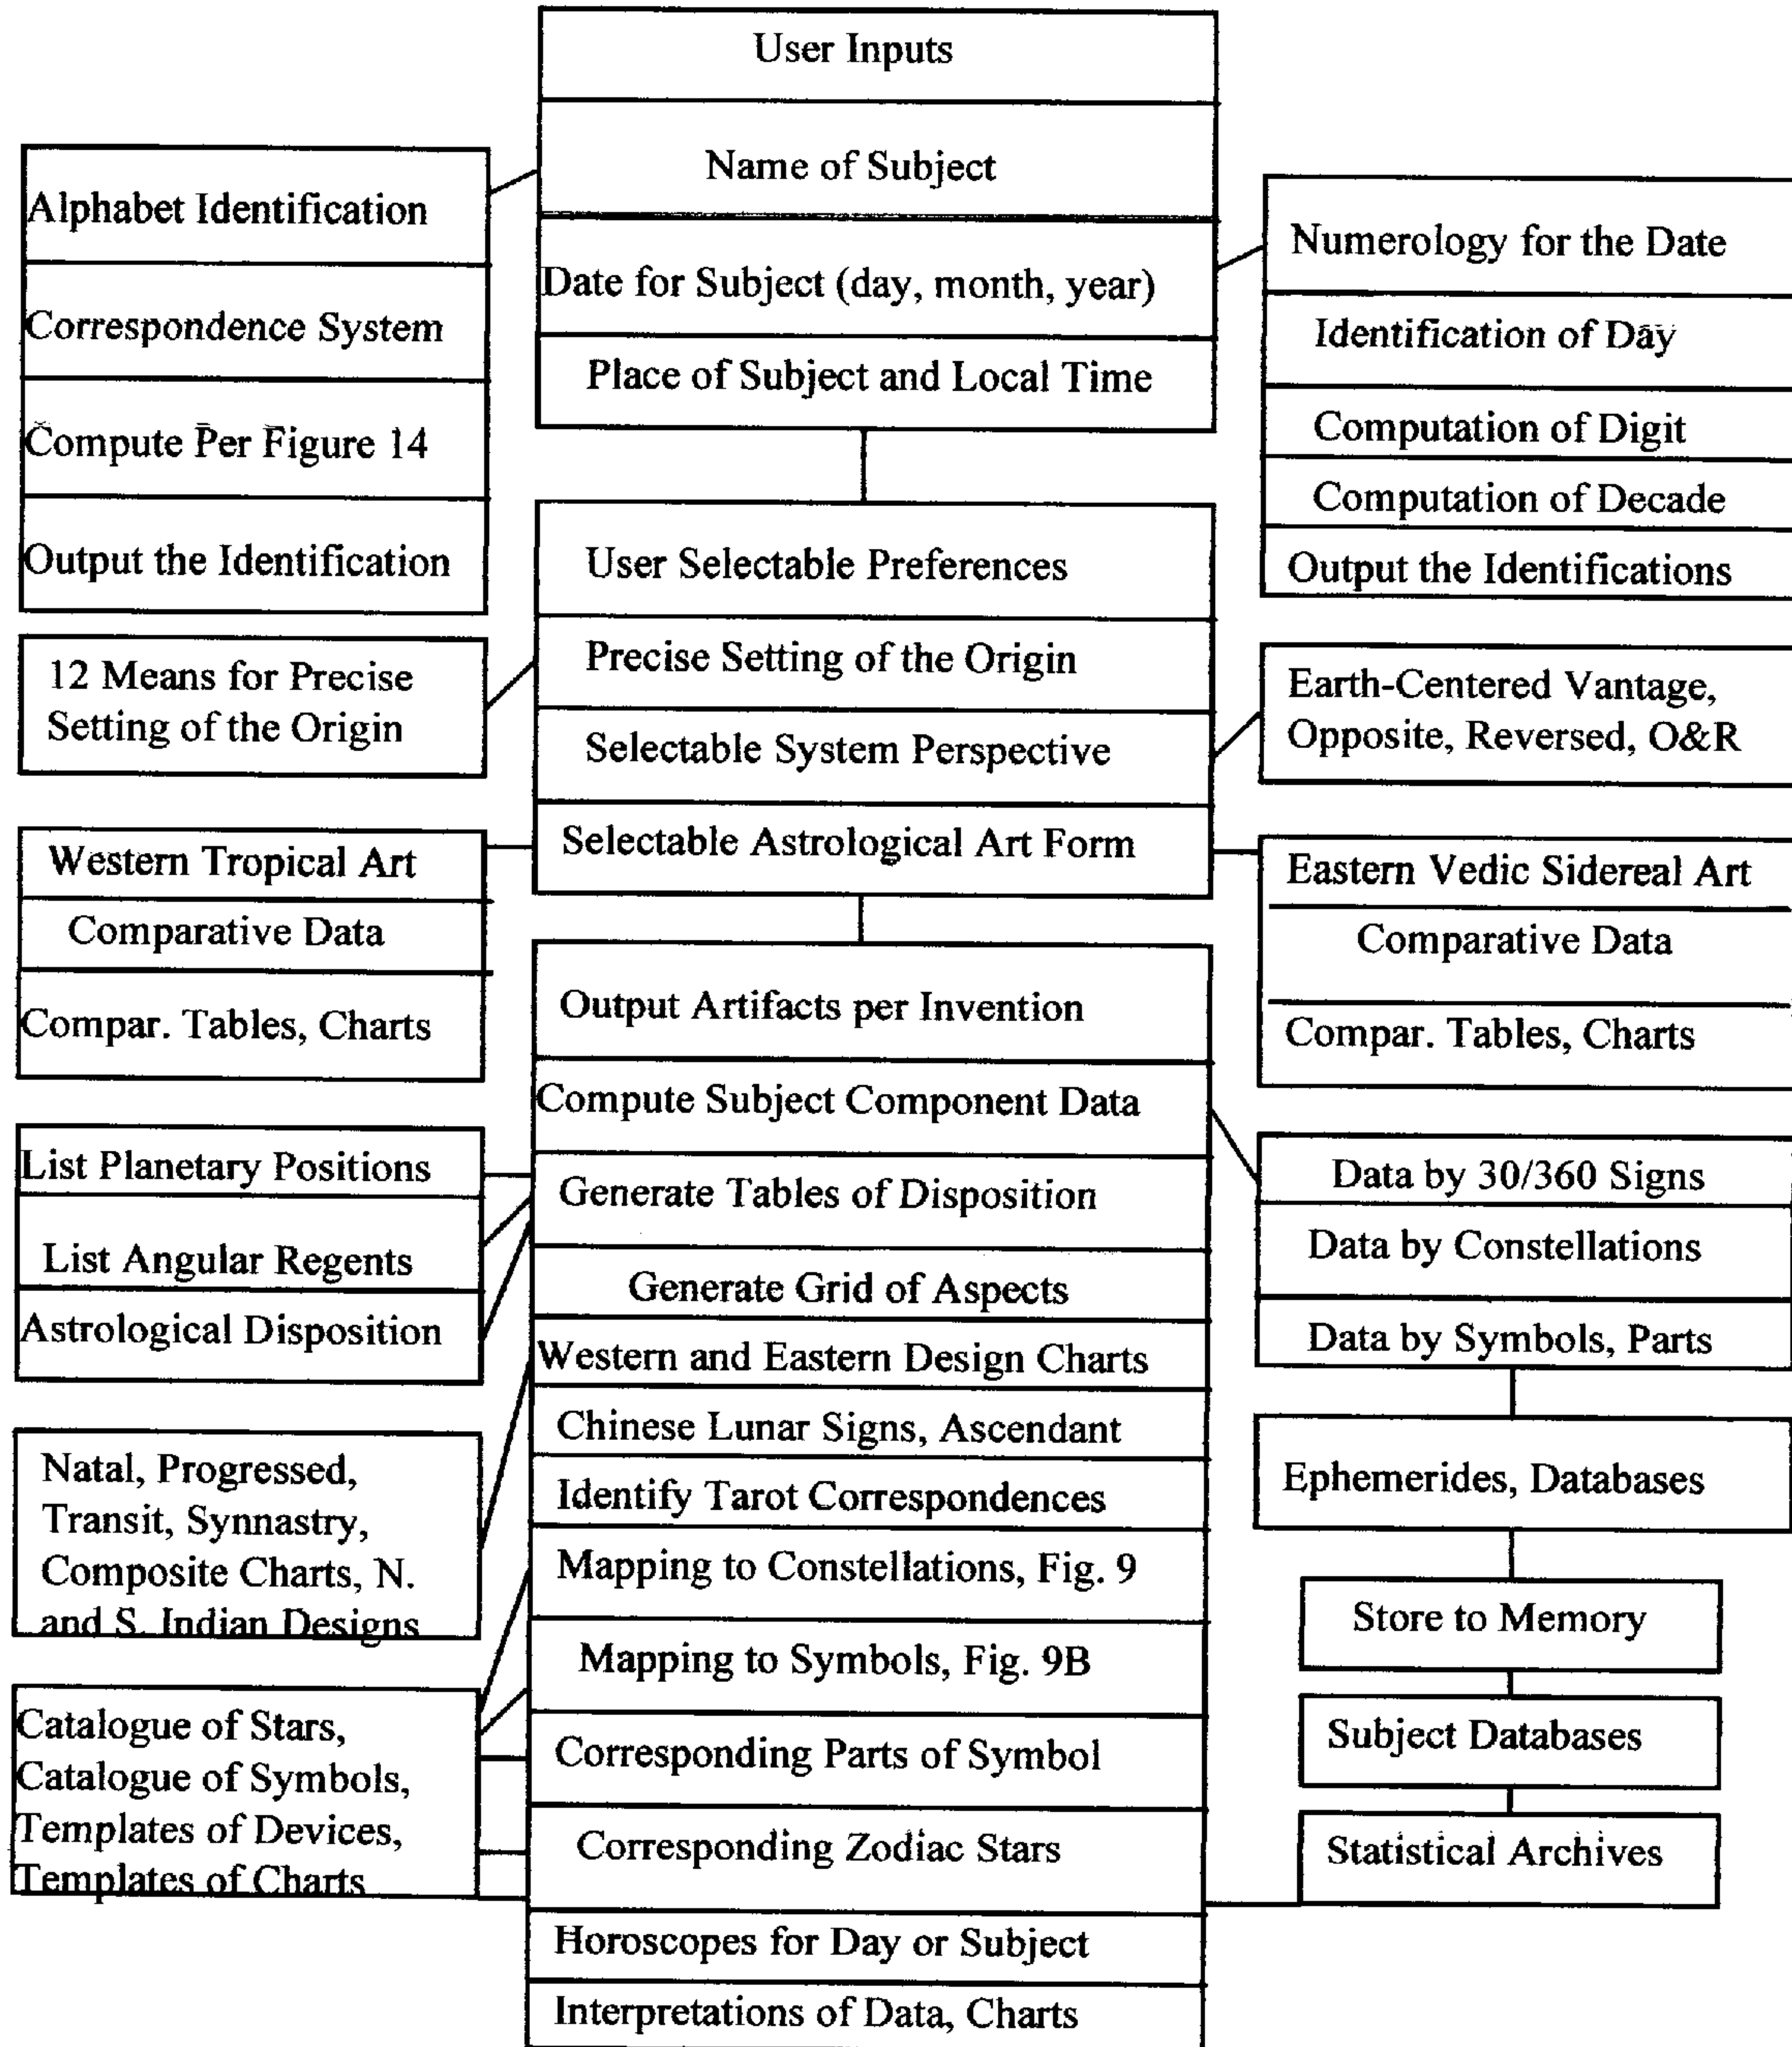 User Inputs
Name of Subject
Date for Subject (day, month, year)
Place of Subject and Local Time
Alphabet Identification
Correspondence System
Compute Per Figure 14
Output the Identification
Numerology for the Date
Identification of Day
Computation of Digit
Computation of Decade
Output the Identifications
User Selectable Preferences
Precise Setting of the Origin
Selectable System Perspective
Selectable Astrological Art Form
12 Means for Precise
Setting of the Origin
Earth-Centered Vantage,
Opposite, Reversed, O&R
Western Tropical Art
Comparative Data
Compar. Tables, Charts
Eastern Vedic Sidereal Art
Comparative Data
Compar. Tables, Charts
Output Artifacts per Invention
Compute Subject Component Data
Generate Tables of Disposition
Generate Grid of Aspects
Western and Eastern Design Charts
Chinese Lunar Signs, Ascendant
Identify Tarot Correspondences
Mapping to Constellations, Fig. 9
Mapping to Symbols, Fig. 9B
Corresponding Parts of Symbol
Corresponding Zodiac Stars
Horoscopes for Day or Subject
Interpretations of Data, Charts
List Planetary Positions
List Angular Regents
Astrological Disposition
Natal, Progressed,
Transit, Synnastry,
Composite Charts, N.
and S. Indian Designs
Catalogue of Stars,
Catalogue of Symbols,
Templates of Devices,
Templates of Charts
Data by 30/360 Signs
Data by Constellations
Data by Symbols, Parts
Ephemerides, Databases
Store to Memory
Subject Databases
Statistical Archives